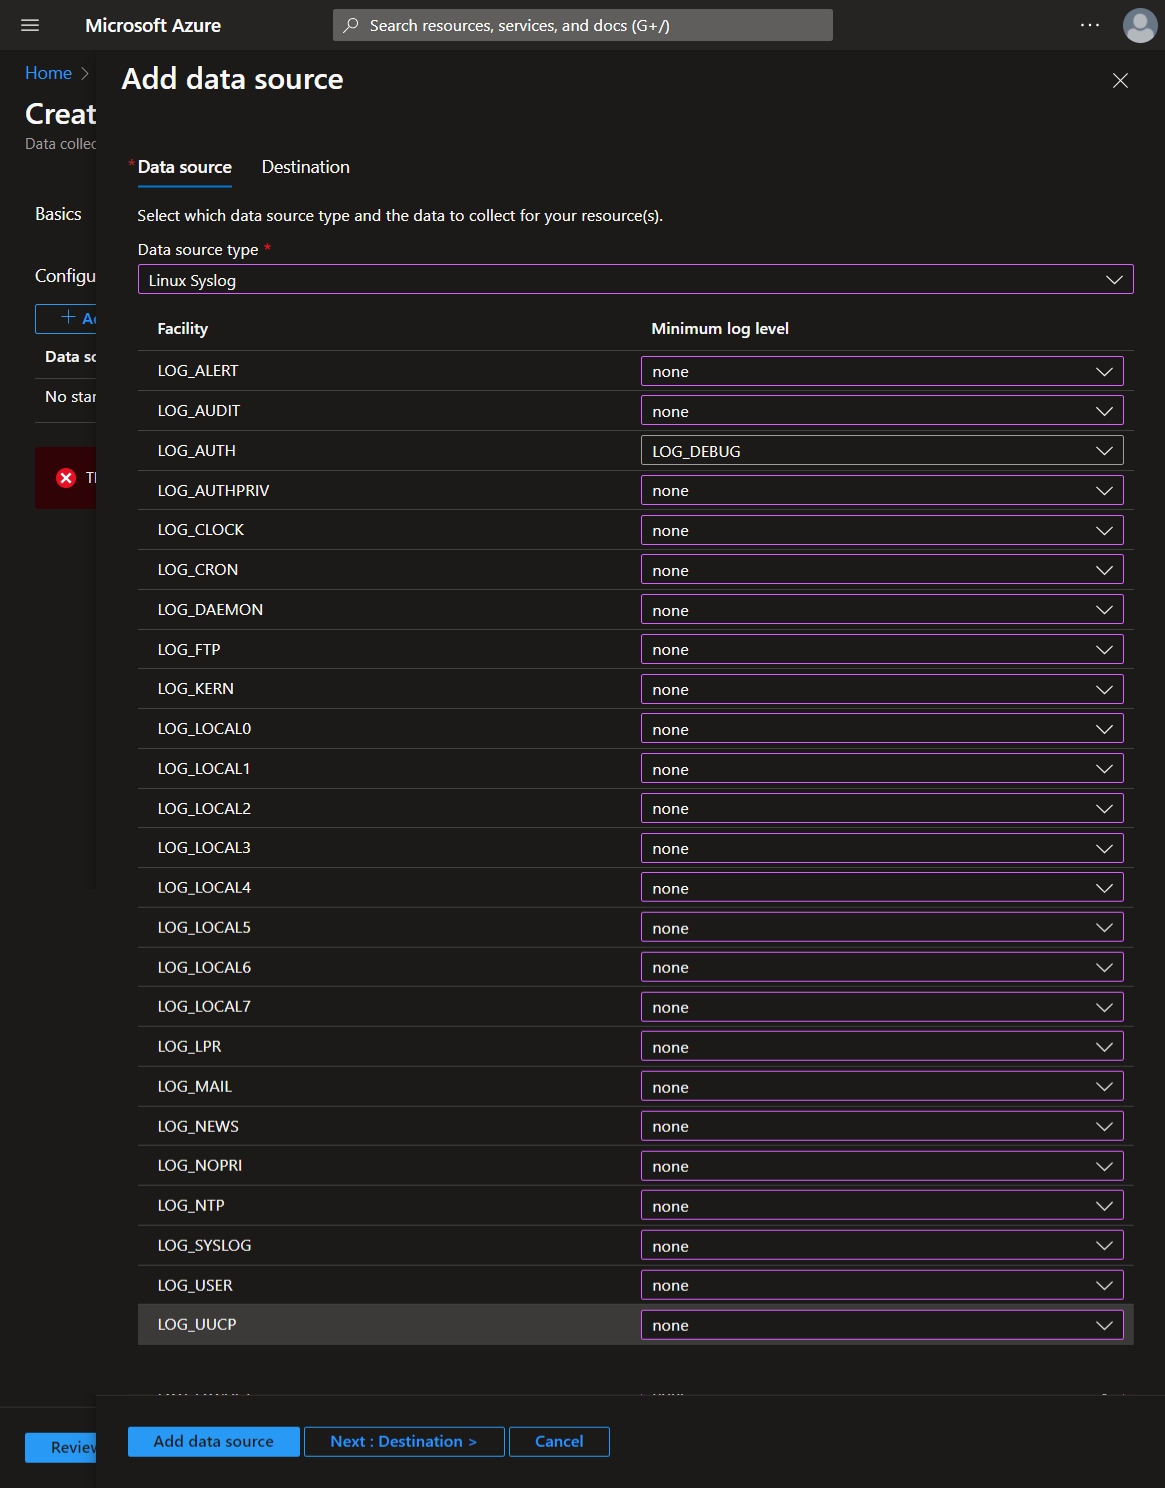 Microsoft Azure
Search resources, services, and docs (G+/)
Home
Add data source
Creat
Data collec
* Data source
Destination
Basics
Select which data source type and the data to collect for your resource(s).
Data source type *
Configu
Linux Syslog
Facility
Minimum log level
Data so
LOG_ALERT
none
No star
LOG_AUDIT
none
LOG_AUTH
LOG_DEBUG
LOG_AUTHPRIV
none
LOG_CLOCK
none
LOG_CRON
none
LOG_DAEMON
none
LOG_FTP
none
LOG_KERN
none
LOG_LOCAL0
none
LOG_LOCAL1
none
LOG_LOCAL2
none
LOG_LOCAL3
none
LOG_LOCAL4
none
LOG_LOCAL5
none
LOG_LOCAL6
none
LOG_LOCAL7
none
LOG_LPR
none
LOG_MAIL
none
LOG_NEWS
none
LOG_NOPRI
none
LOG_NTP
none
LOG_SYSLOG
none
LOG_USER
none
LOG_UUCP
none
Review
Add data source
Next : Destination >
Cancel